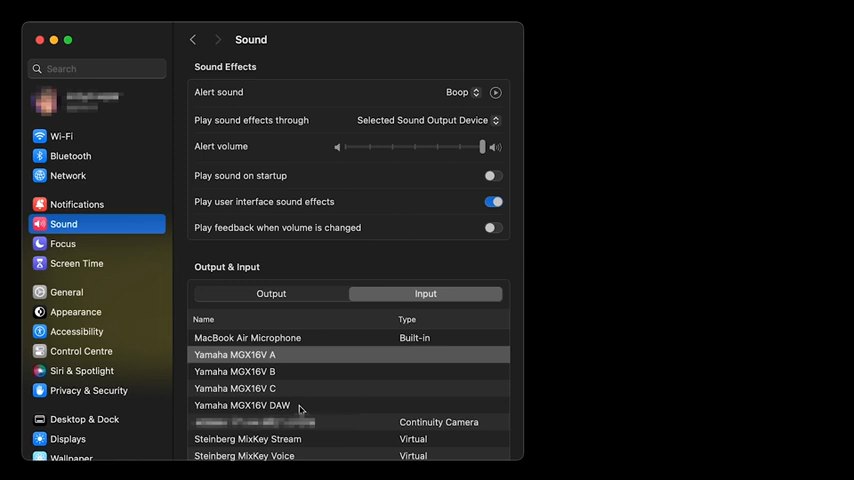 Sound
Search
Sound Effects
Alert sound
Boop
Play sound effects through
Selected Sound Output Device
Alert volume
Play sound on startup
Play user interface sound effects
Play feedback when volume is changed
Wi-Fi
Bluetooth
Network
Notifications
Sound
Focus
Screen Time
General
Appearance
Accessibility
Control Centre
Siri & Spotlight
Privacy & Security
Desktop & Dock
Displays
Wallpaper
Output & Input
Output
Input
Name
Type
MacBook Air Microphone
Built-in
Yamaha MGX16V A
Yamaha MGX16V B
Yamaha MGX16V C
Yamaha MGX16V DAW
Continuity Camera
Steinberg MixKey Stream
Virtual
Steinberg MixKey Voice
Virtual